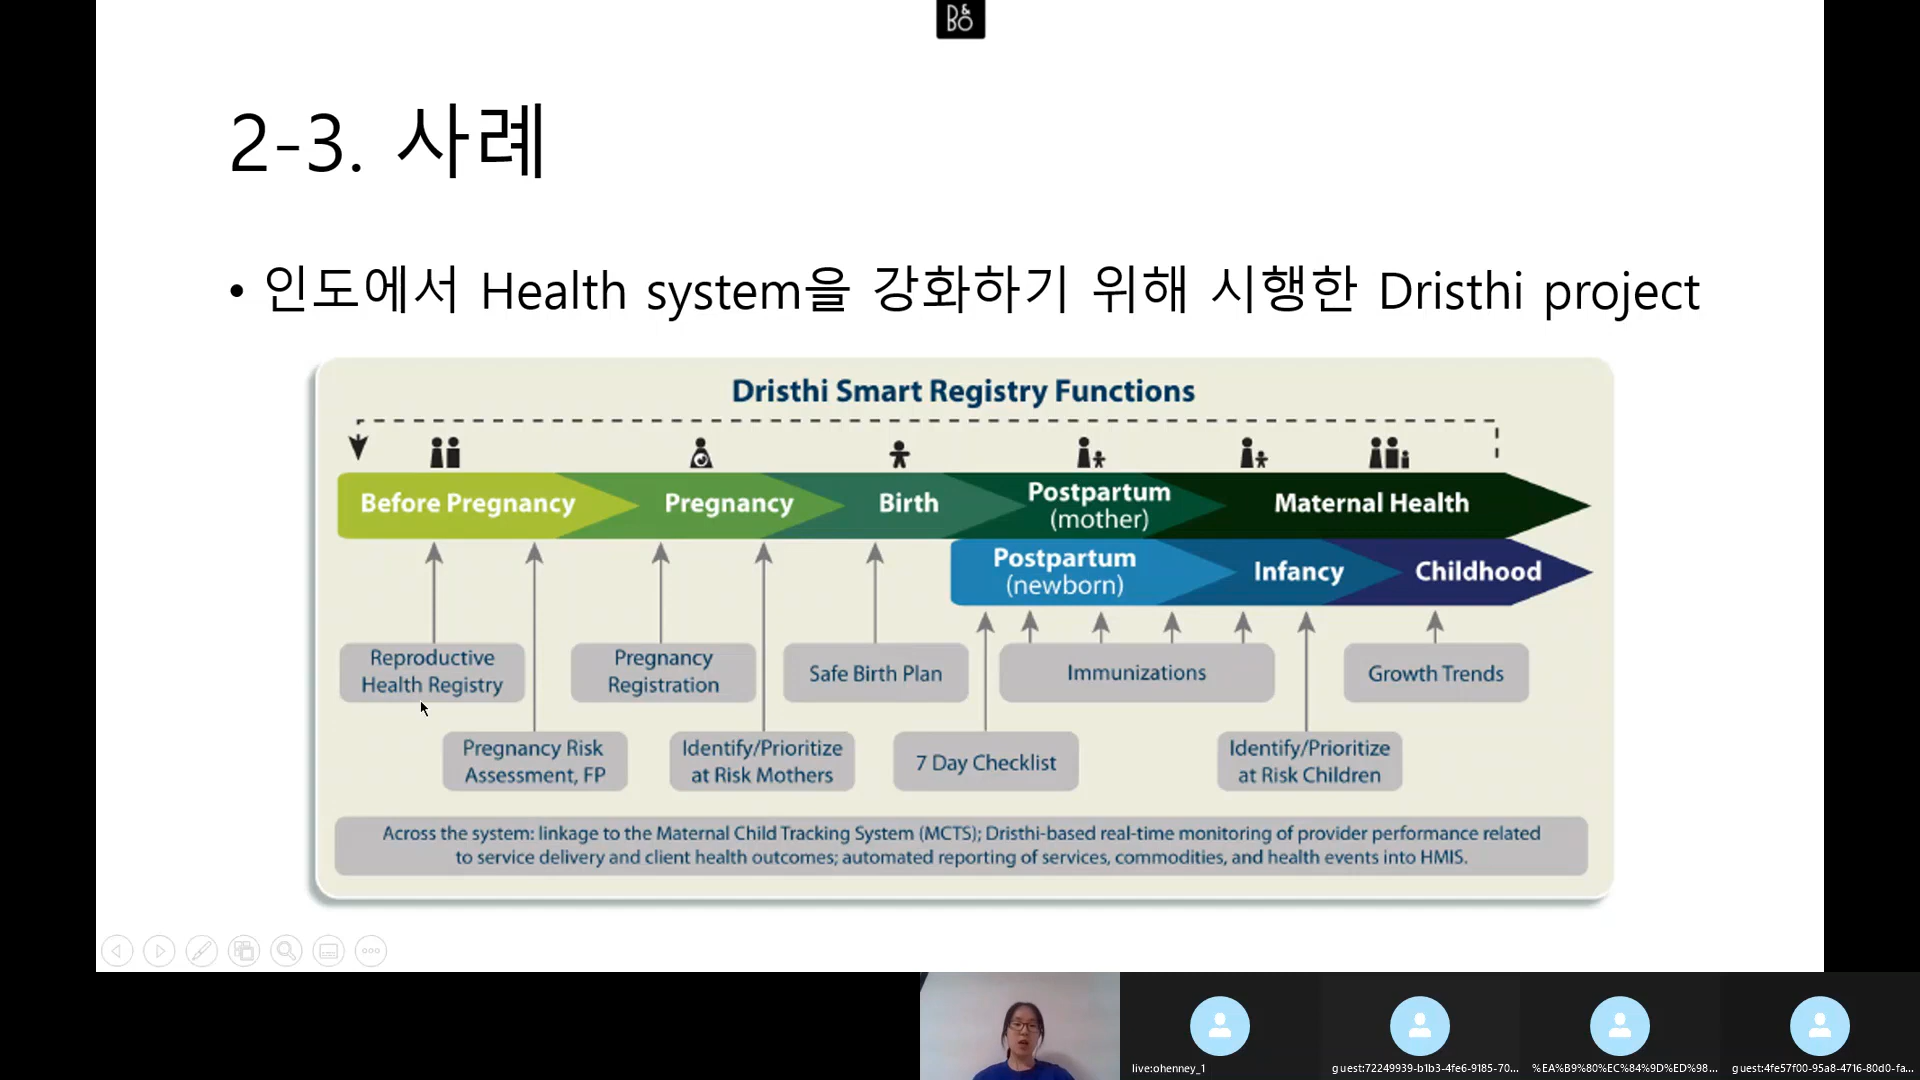 B&O
2-3. 사례
• 인도에서 Health system을 강화하기 위해 시행한 Dristhi project
Dristhi Smart Registry Functions
Before Pregnancy
Pregnancy
Birth
Postpartum
(mother)
Maternal Health
Postpartum
(newborn)
Infancy
Childhood
Reproductive
Health Registry
Pregnancy
Registration
Safe Birth Plan
Immunizations
Growth Trends
Pregnancy Risk
Assessment, FP
Identify/Prioritize
at Risk Mothers
7 Day Checklist
Identify/Prioritize
at Risk Children
Across the system: linkage to the Maternal Child Tracking System (MCTS); Dristhi-based real-time monitoring of provider performance related
to service delivery and client health outcomes; automated reporting of services, commodities, and health events into HMIS.
live:ohenney_1
guest:72249939-b1b3-4fe6-9185-70...
%EA%B9%80%EC%84%9D%ED%98...
guest:4fe57f00-95a8-4716-80d0-fa...